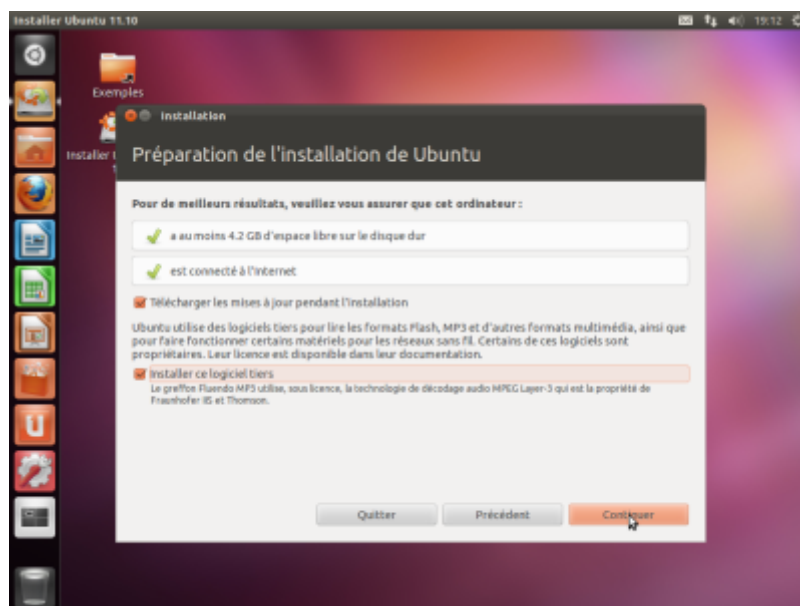 Installer Ubuntu 11.10
19:12
Exemples
Installation
Installer
Préparation de l'installation de Ubuntu
Pour de meilleurs résultats, veuillez vous assurer que cet ordinateur :
a au moins 4.2 GB d'espace libre sur le disque dur
est connecté à l'Internet
Télécharger les mises à jour pendant l'installation
Ubuntu utilise des logiciels tiers pour lire les formats Flash, MP3 et d'autres formats multimédia, ainsi que
pour faire fonctionner certains matériels pour les réseaux sans fil. Certains de ces logiciels sont
propriétaires. Leur licence est disponible dans leur documentation.
Installer ce logiciel tiers
Le greffon Fluendo MP3 utilise, sous licence, la technologie de décodage audio MPEG Layer-3 qui est la propriété de
Fraunhofer IIS et Thomson.
Quitter
Précédent
Continuer